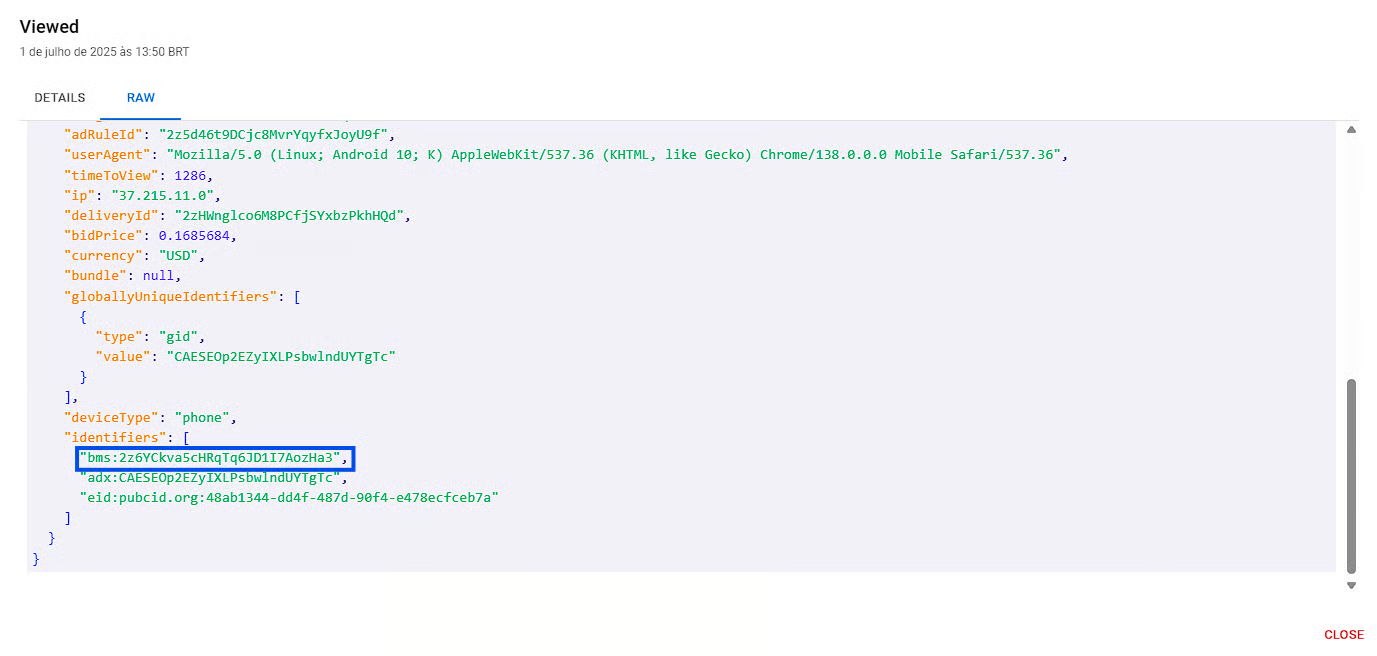 Viewed
1 de julho de 2025 às 13:50 BRT
DETAILS RAW
"adRuleId": "2z5d46t9DCjc8MvrYqyfxJoyU9f",
"userAgent": "Mozilla/5.0 (Linux; Android 10; K) AppleWebKit/537.36 (KHTML, like Gecko) Chrome/138.0.0.0 Mobile Safari/537.36",
"timeToView": 1286,
"ip": "37.215.11.0",
"deliveryId": "2zHWnglco6M8PCfjSYxbzPkhHQd",
"bidPrice": 0.1685684,
"currency": "USD",
"bundle": null,
"globallyUniqueIdentifiers": [
{
"type": "gid",
"value": "CAESEOp2EZyIXLPsbwlndUYTgTc"
}
],
"deviceType": "phone",
"identifiers": [
"bms:2z6YCkva5cHRqTq6JD1I7AozHa3",
"adx:CAESEOp2EZyIXLPsbwlndUYTgTc",
"eid:pubcid.org:48ab1344-dd4f-487d-90f4-e478ecfceb7a"
]
}
}
CLOSE